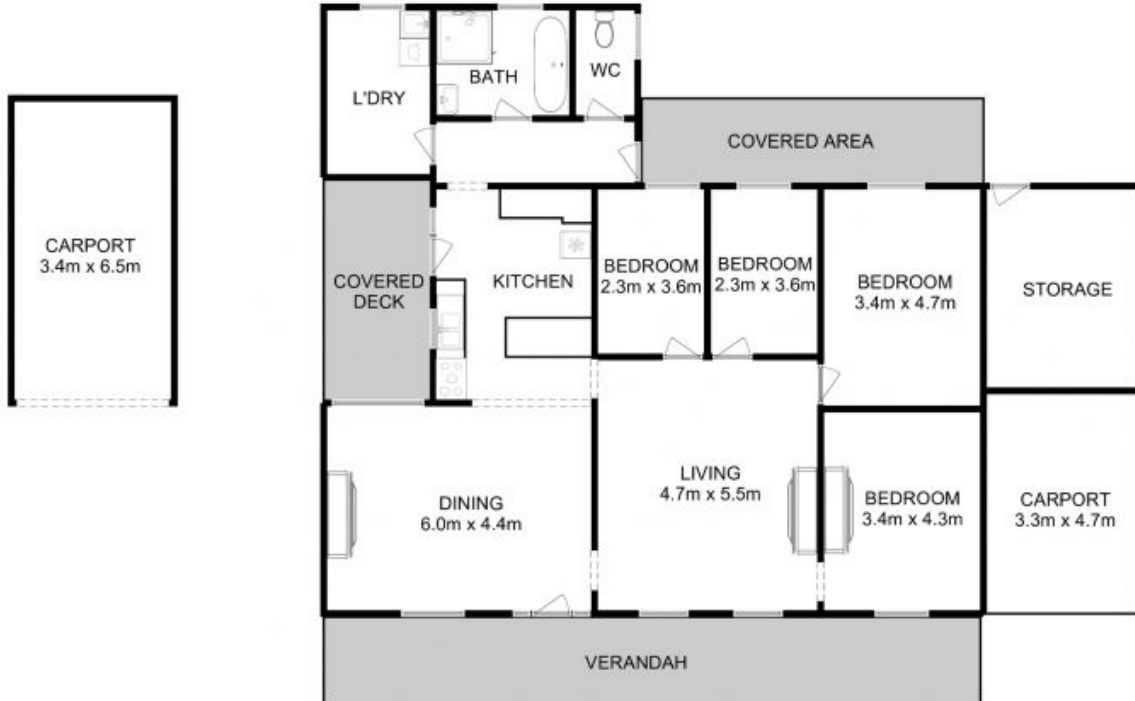 WC
BATH
L'DRY
COVERED AREA
CARPORT
3.4m x 6.5m
COVERED
DECK
KITCHEN
BEDROOM
2.3m x 3.6m
BEDROOM
2.3m x 3.6m
BEDROOM
3.4m x 4.7m
STORAGE
DINING
6.0m x 4.4m
LIVING
4.7m x 5.5m
BEDROOM
3.4m x 4.3m
CARPORT
3.3m x 4.7m
VERANDAH